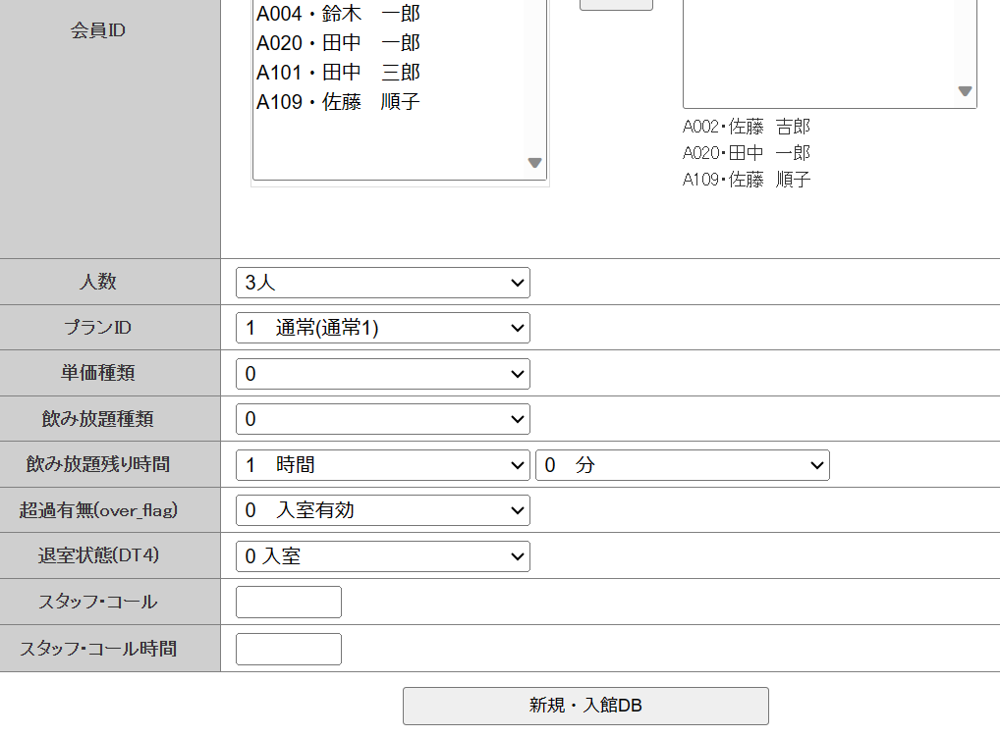 会員ID
A004・鈴木　一郎
A020・田中　一郎
A101・田中　三郎
A109・佐藤　順子
A002・佐藤　吉郎
A020・田中　一郎
A109・佐藤　順子
人数 3人
プランID 1　通常(通常1)
単価種類 0
飲み放題種類 0
飲み放題残り時間 1　時間 0　分
超過有無(over_flag) 0　入室有効
退室状態(DT4) 0 入室
スタッフ・コール
スタッフ・コール時間
新規・入館DB